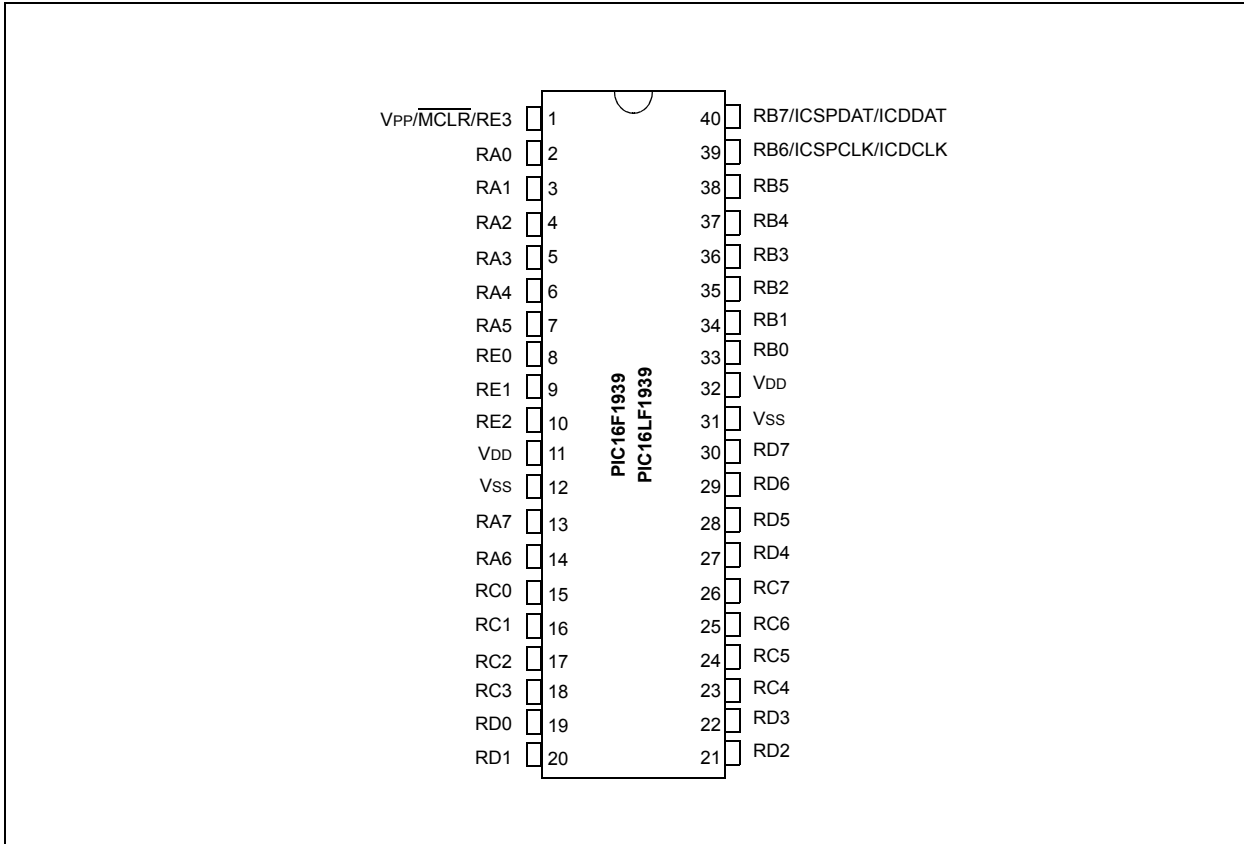 VPP/MCLR/RE3 1 40 RB7/ICSPDAT/ICDDAT
RA0 2 39 RB6/ICSPCLK/ICDCLK
RA1 3 38 RB5
RA2 4 37 RB4
RA3 5 36 RB3
RA4 6 35 RB2
RA5 7 34 RB1
RE0 8 33 RB0
RE1 9 32 VDD
RE2 10 31 VSS
VDD 11 30 RD7
VSS 12 29 RD6
RA7 13 28 RD5
RA6 14 27 RD4
RC0 15 26 RC7
RC1 16 25 RC6
RC2 17 24 RC5
RC3 18 23 RC4
RD0 19 22 RD3
RD1 20 21 RD2
PIC16F1939
PIC16LF1939